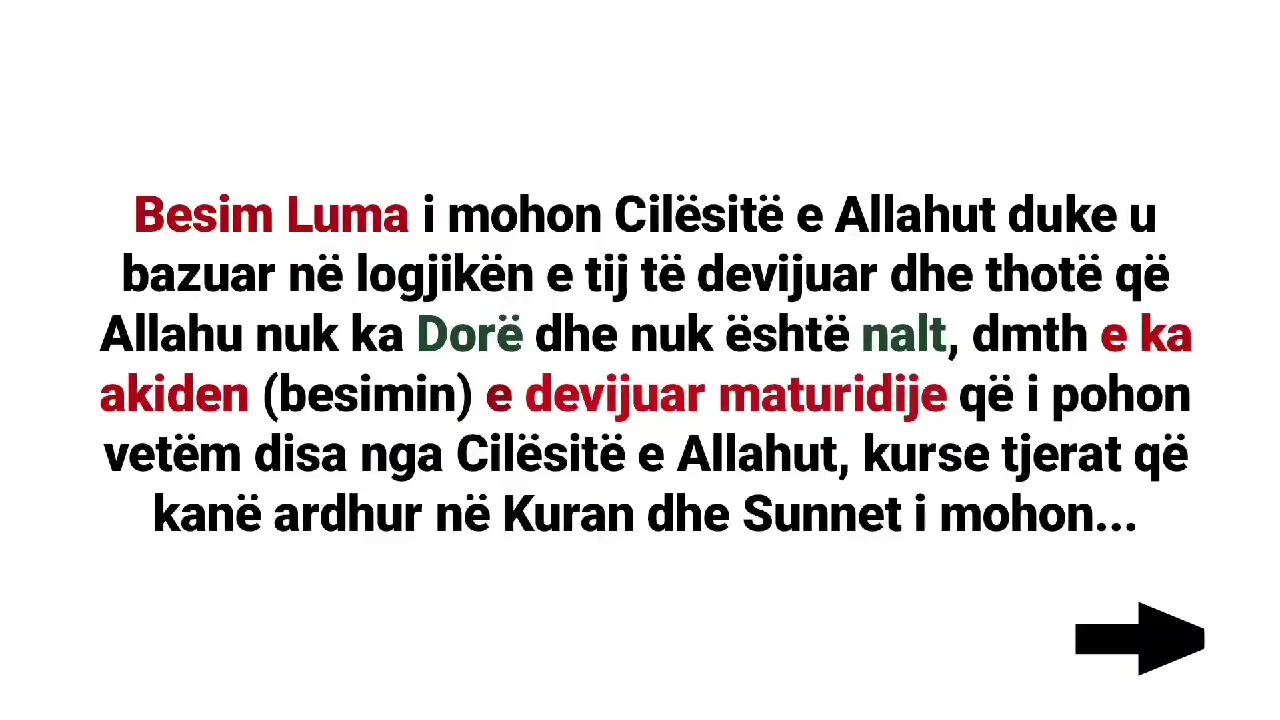 Besim Luma i mohon Cilësitë e Allahut duke u
bazuar në logjikën e tij të devijuar dhe thotë që
Allahu nuk ka Dorë dhe nuk është nalt, dmth e ka
akiden (besimin) e devijuar maturidije që i pohon
vetëm disa nga Cilësitë e Allahut, kurse tjerat që
kanë ardhur në Kuran dhe Sunnet i mohon...